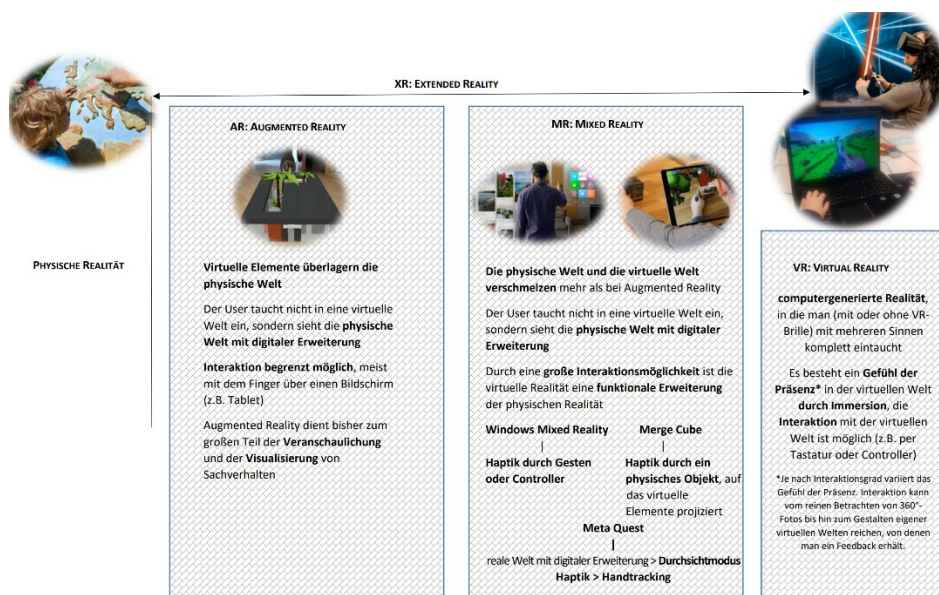 XR: EXTENDED REALITY
PHYSISCHE REALITÄT
AR: AUGMENTED REALITY
Virtuelle Elemente überlagern die
physische Welt
Der User taucht nicht in eine virtuelle
Welt ein, sondern sieht die physische
Welt mit digitaler Erweiterung
Interaktion begrenzt möglich, meist
mit dem Finger über einen Bildschirm
(z.B. Tablet)
Augmented Reality dient bisher zum
großen Teil der Veranschaulichung
und der Visualisierung von
Sachverhalten
MR: MIXED REALITY
Die physische Welt und die virtuelle Welt
verschmelzen mehr als bei Augmented Reality
Der User taucht nicht in eine virtuelle Welt ein,
sondern sieht die physische Welt mit digitaler
Erweiterung
Durch eine große Interaktionsmöglichkeit ist die
virtuelle Realität eine funktionale Erweiterung
der physischen Realität
Windows Mixed Reality
Haptik durch Gesten
oder Controller
Merge Cube
Haptik durch ein
physisches Objekt, auf
das virtuelle
Elemente projiziert
Meta Quest
reale Welt mit digitaler Erweiterung > Durchsichtmodus
Haptik > Handtracking
VR: VIRTUAL REALITY
computergenerierte Realität,
in die man (mit oder ohne VR-
Brille) mit mehreren Sinnen
komplett eintaucht
Es besteht ein Gefühl der
Präsenz* in der virtuellen Welt
durch Immersion, die
Interaktion mit der virtuellen
Welt ist möglich (z.B. per
Tastatur oder Controller)
*Je nach Interaktionsgrad variiert das
Gefühl der Präsenz. Interaktion kann
vom reinen Betrachten von 360°-
Fotos bis hin zum Gestalten eigener
virtuellen Welten reichen, von denen
man ein Feedback erhält.